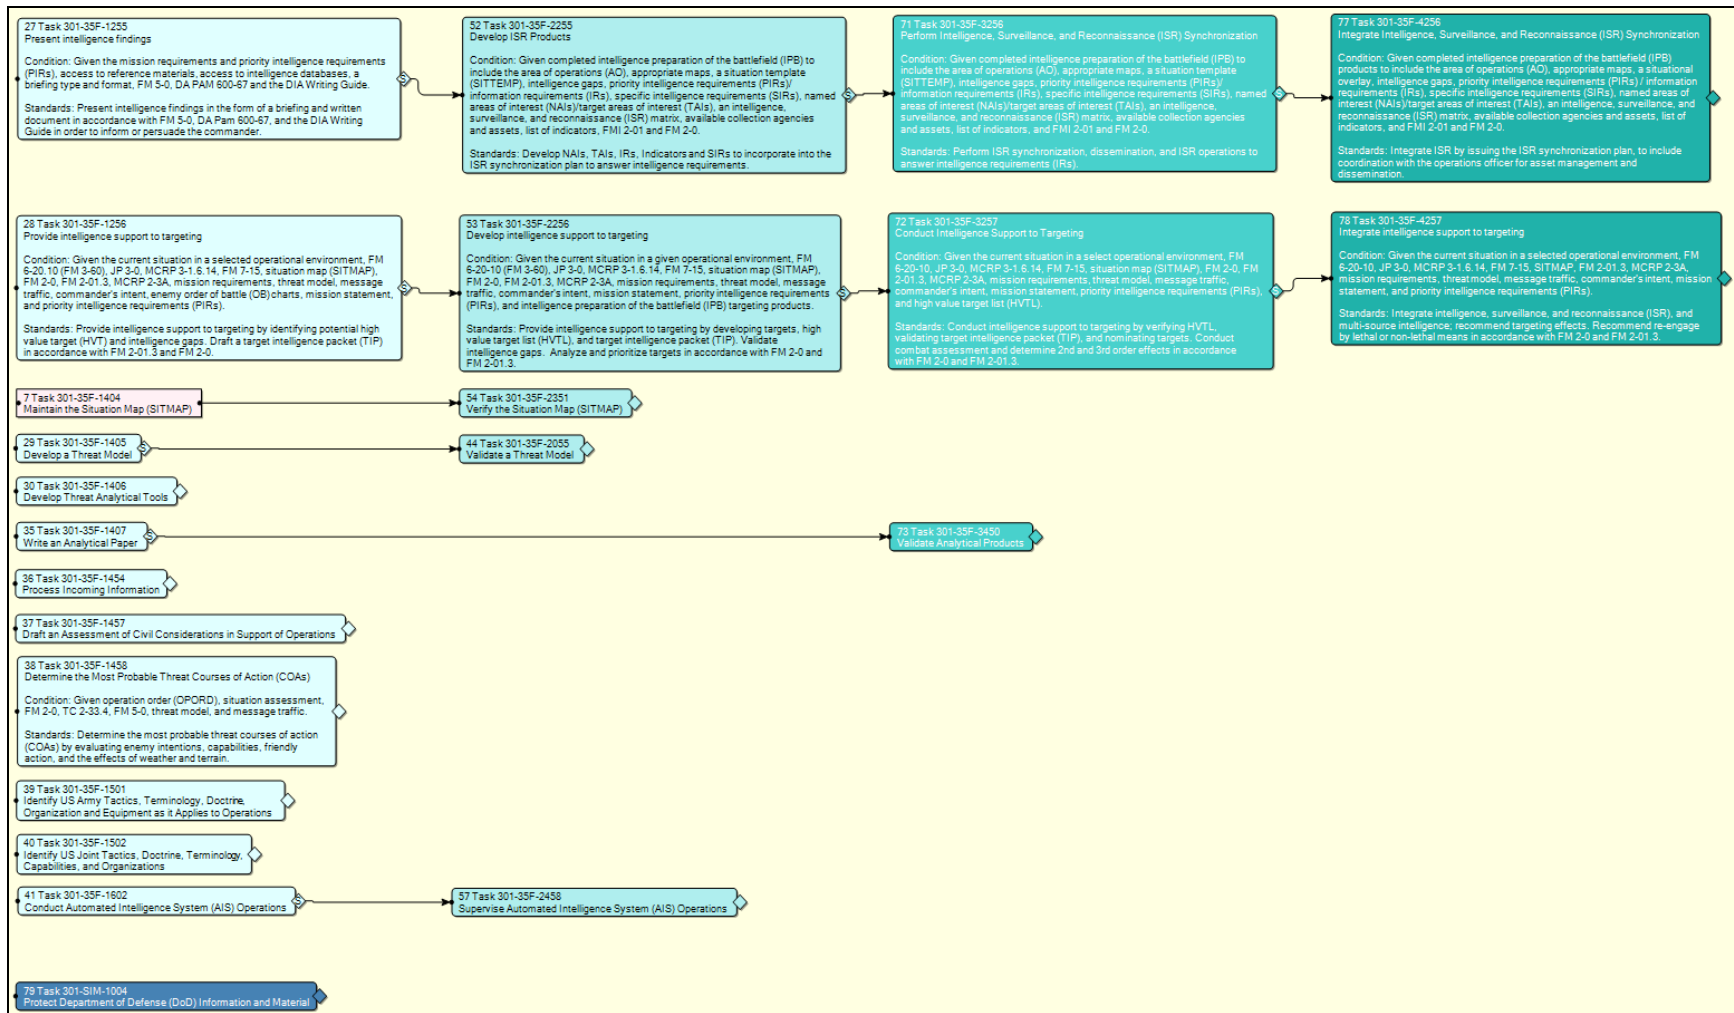 27 Task 301-35F-1255
Present intelligence findings
Condition: Given the mission requirements and priority intelligence requirements
(PIRs), access to reference materials, access to intelligence databases, a
briefing type and format, FM 5-0, DA PAM 600-67 and the DIA Writing Guide.
Standards: Present intelligence findings in the form of a briefing and written
document in accordance with FM 5-0, DA Pam 600-67, and the DIA Writing
Guide in order to inform or persuade the commander.
S
52 Task 301-35F-2255
Develop ISR Products
Condition: Given completed intelligence preparation of the battlefield (IPB) to
include the area of operations (AO), appropriate maps, a situation template
(SITTEMP), intelligence gaps, priority intelligence requirements (PIRs)/
information requirements (IRs), specific intelligence requirements (SIRs), named
areas of interest (NAIs)/target areas of interest (TAIs), an intelligence,
surveillance, and reconnaissance (ISR) matrix, available collection agencies
and assets, list of indicators, FMI 2-01 and FM 2-0.
Standards: Develop NAIs, TAIs, IRs, Indicators and SIRs to incorporate into the
ISR synchronization plan to answer intelligence requirements.
S
71 Task 301-35F-3256
Perform Intelligence, Surveillance, and Reconnaissance (ISR) Synchronization
Condition: Given completed intelligence preparation of the battlefield (IPB) to
include the area of operations (AO), appropriate maps, a situation template
(SITTEMP), intelligence gaps, priority intelligence requirements (PIRs)/
information requirements (IRs), specific intelligence requirements (SIRs), named
areas of interest (NAIs)/target areas of interest (TAIs), an intelligence,
surveillance, and reconnaissance (ISR) matrix, available collection agencies
and assets, list of indicators, FMI 2-01 and FM 2-0.
Standards: Perform ISR synchronization, dissemination, and ISR operations to
answer intelligence requirements (IRs).
S
77 Task 301-35F-4256
Integrate Intelligence, Surveillance, and Reconnaissance (ISR) Synchronization
Condition: Given completed intelligence preparation of the battlefield (IPB)
products to include the area of operations (AO), appropriate maps, a situational
overlay, intelligence gaps, priority intelligence requirements (PIRs) / information
requirements (IRs), specific intelligence requirements (SIRs), named areas of
interest (NAIs)/target areas of interest (TAIs), an intelligence, surveillance, and
reconnaissance (ISR) matrix, available collection agencies and assets, list of
indicators, and FMI 2-01 and FM 2-0.
Standards: Integrate ISR by issuing the ISR synchronization plan, to include
coordination with the operations officer for asset management and
dissemination.
28 Task 301-35F-1256
Provide intelligence support to targeting
Condition: Given the current situation in a selected operational environment, FM
6-20.10 (FM 3-60), JP 3-0, MCRP 3-1.6.14, FM 7-15, situation map (SITMAP),
FM 2-0, FM 2-01.3, MCRP 2-3A, mission requirements, threat model, message
traffic, commander's intent, enemy order of battle (OB) charts, mission statement,
and priority intelligence requirements (PIRs).
Standards: Provide intelligence support to targeting by identifying potential high
value target (HVT) and intelligence gaps. Draft a target intelligence packet (TIP)
in accordance with FM 2-01.3 and FM 2-0.
S
53 Task 301-35F-2256
Develop intelligence support to targeting
Condition: Given the current situation in a given operational environment, FM
6-20-10 (FM 3-60), JP 3-0, MCRP 3-1.6.14, FM 7-15, situation map (SITMAP),
FM 2-0, FM 2-01.3, MCRP 2-3A, mission requirements, threat model, message
traffic, commander's intent, mission statement, priority intelligence requirements
(PIRs), and intelligence preparation of the battlefield (IPB) targeting products.
Standards: Provide intelligence support to targeting by developing targets, high
value target list (HVTL), and target intelligence packet (TIP). Validate
intelligence gaps. Analyze and prioritize targets in accordance with FM 2-0 and
FM 2-01.3.
S
72 Task 301-35F-3257
Conduct Intelligence Support to Targeting
Condition: Given the current situation in a select operational environment, FM
6-20-10, JP 3-0, MCRP 3-1.6.14, FM 7-15, situation map (SITMAP), FM 2-0, FM
2-01.3, MCRP 2-3A, mission requirements, threat model, message traffic,
commander's intent, mission statement, priority intelligence requirements (PIRs),
and high value target list (HVTL).
Standards: Conduct intelligence support to targeting by verifying HVTL,
validating target intelligence packet (TIP), and nominating targets. Conduct
combat assessment and determine 2nd and 3rd order effects in accordance
with FM 2-0 and FM 2-01.3.
S
78 Task 301-35F-4257
Integrate intelligence support to targeting
Condition: Given the current situation in a selected operational environment, FM
6-20-10, JP 3-0, MCRP 3-1.6.14, FM 7-15, SITMAP, FM 2-01.3, MCRP 2-3A,
mission requirements, threat model, message traffic, commander's intent, mission
statement, and priority intelligence requirements (PIRs).
Standards: Integrate intelligence, surveillance, and reconnaissance (ISR), and
multi-source intelligence; recommend targeting effects. Recommend re-engage
by lethal or non-lethal means in accordance with FM 2-0 and FM 2-01.3.
7 Task 301-35F-1404
Maintain the Situation Map (SITMAP)
54 Task 301-35F-2351
Verify the Situation Map (SITMAP)
29 Task 301-35F-1405
Develop a Threat Model
S
44 Task 301-35F-2055
Validate a Threat Model
30 Task 301-35F-1406
Develop Threat Analytical Tools
35 Task 301-35F-1407
Write an Analytical Paper
S
73 Task 301-35F-3450
Validate Analytical Products
36 Task 301-35F-1454
Process Incoming Information
37 Task 301-35F-1457
Draft an Assessment of Civil Considerations in Support of Operations
38 Task 301-35F-1458
Determine the Most Probable Threat Courses of Action (COAs)
Condition: Given operation order (OPORD), situation assessment,
FM 2-0, TC 2-33.4, FM 5-0, threat model, and message traffic.
Standards: Determine the most probable threat courses of action
(COAs) by evaluating enemy intentions, capabilities, friendly
action, and the effects of weather and terrain.
39 Task 301-35F-1501
Identify US Army Tactics, Terminology, Doctrine,
Organization and Equipment as it Applies to Operations
40 Task 301-35F-1502
Identify US Joint Tactics, Doctrine, Terminology,
Capabilities, and Organizations
41 Task 301-35F-1602
Conduct Automated Intelligence System (AIS) Operations
S
57 Task 301-35F-2458
Supervise Automated Intelligence System (AIS) Operations
79 Task 301-SIM-1004
Protect Department of Defense (DoD) Information and Material